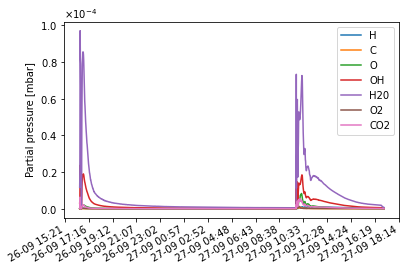 ×10⁻⁴
Partial pressure [mbar]
1.0
0.8
0.6
0.4
0.2
0.0
H
C
O
OH
H20
O2
CO2
26-09 15:21
26-09 17:16
26-09 19:12
26-09 21:07
26-09 23:02
27-09 00:57
27-09 02:52
27-09 04:48
27-09 06:43
27-09 08:38
27-09 10:33
27-09 12:28
27-09 14:24
27-09 16:19
27-09 18:14